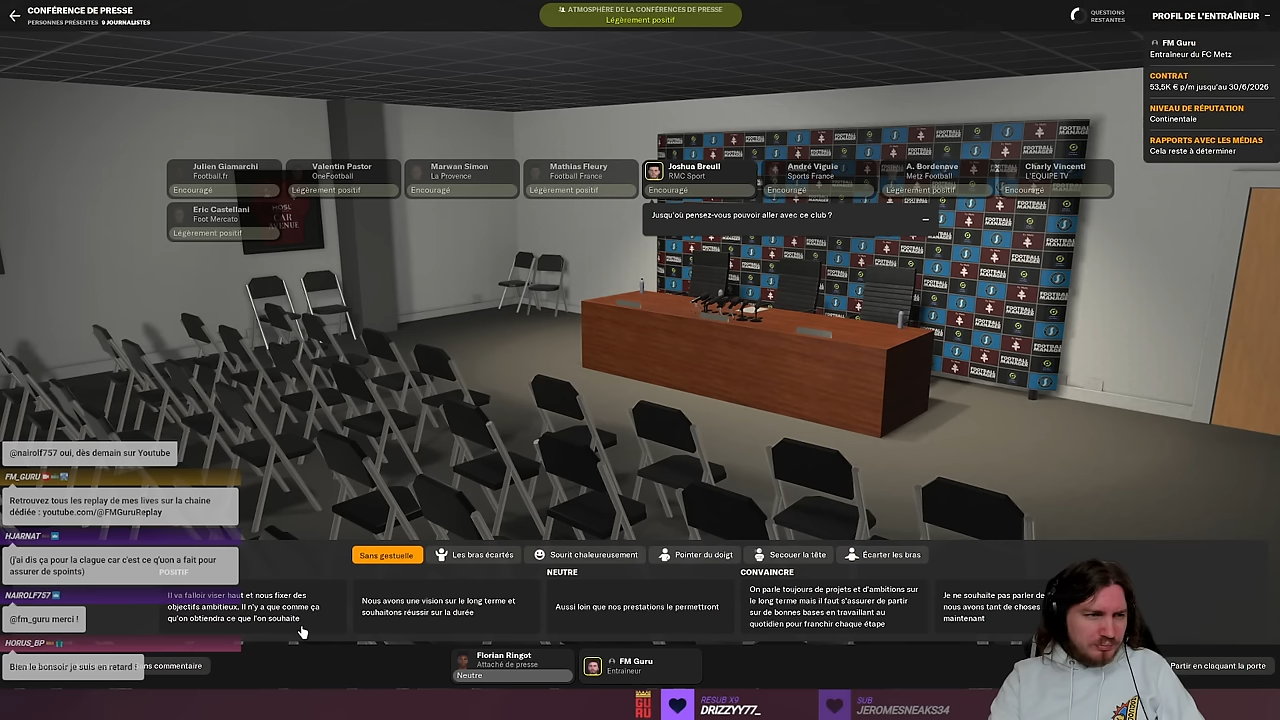 CONFÉRENCE DE PRESSE
PERSONNES PRÉSENTES 9 JOURNALISTES
ATMOSPHÈRE DE LA CONFÉRENCES DE PRESSE
Légèrement positif
QUESTIONS
RESTANTES
PROFIL DE L'ENTRAÎNEUR
FM Guru
Entraîneur du FC Metz
CONTRAT
53,5K € p/m jusqu'au 30/6/2026
NIVEAU DE RÉPUTATION
Continentale
RAPPORTS AVEC LES MÉDIAS
Cela reste à déterminer
Julien Giamarchi
Football.fr
Encouragé
Valentin Pastor
OneFootball
Légèrement positif
Marwan Simon
La Provence
Encouragé
Mathias Fleury
Football France
Légèrement positif
Joshua Breuil
RMC Sport
Encouragé
André Viguie
Sports France
Encouragé
A. Bordenave
Metz Football
Légèrement positif
Charly Vincenti
L'EQUIPE TV
Encouragé
Eric Castellani
Foot Mercato
Légèrement positif
Jusqu'où pensez-vous pouvoir aller avec ce club ?
@nairolf757 oui, dès demain sur Youtube
FM_GURU
Retrouvez tous les replay de mes lives sur la chaine
dédiée : youtube.com/@FMGuruReplay
HJARNAT
(j'ai dis ça pour la clague car c'est ce qu'on a fait pour
assurer de spoints)
NAIROLF757
@fm_guru merci !
HORUS_BP
Bien le bonsoir je suis en retard !
Sans gestuelle
Les bras écartés
Sourit chaleureusement
Pointer du doigt
Secouer la tête
Écarter les bras
POSITIF
NEUTRE
CONVAINCRE
Il va falloir viser haut et nous fixer des
objectifs ambitieux. Il n'y a que comme ça
qu'on obtiendra ce que l'on souhaite
Nous avons une vision sur le long terme et
souhaitons réussir sur la durée
Aussi loin que nos prestations le permettront
On parle toujours de projets et d'ambitions sur
le long terme mais il faut s'assurer de partir
sur de bonnes bases en travaillant au
quotidien pour franchir chaque étape
Je ne souhaite pas parler de
nous avons tant de choses
maintenant
ns commentaire
Florian Ringot
Attaché de presse
Neutre
FM Guru
Entraîneur
Partir en claquant la porte
GURU
RESUB X9
DRIZZYY77_
SUB
JEROMESNEAKS34